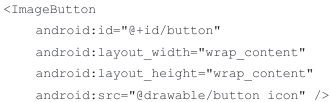 <ImageButton
    android:id="@+id/button"
    android:layout_width="wrap_content"
    android:layout_height="wrap_content"
    android:src="@drawable/button icon" />